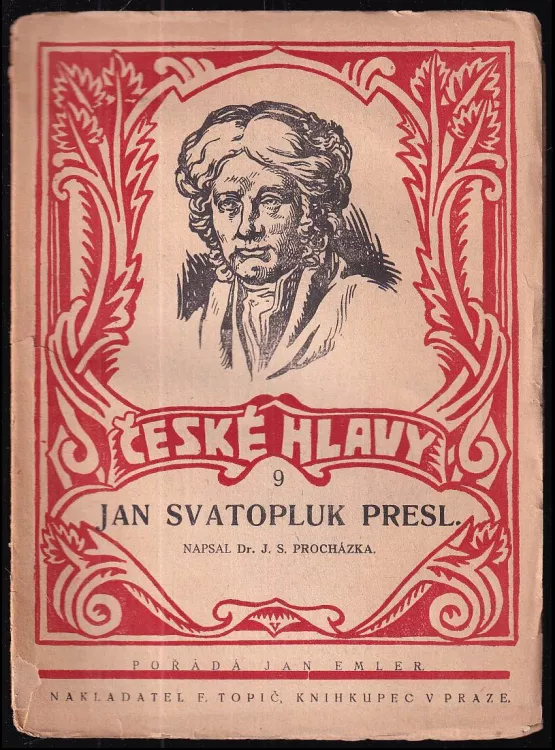 ČESKÉ HLAVY
9
JAN SVATOPLUK PRESL.
NAPSAL Dr. J. S. PROCHÁZKA.
V
POŘÁDÁ JAN EMLER.
NAKLADATEL F. TOPIČ, KNIHKUPEC V PRAZE.